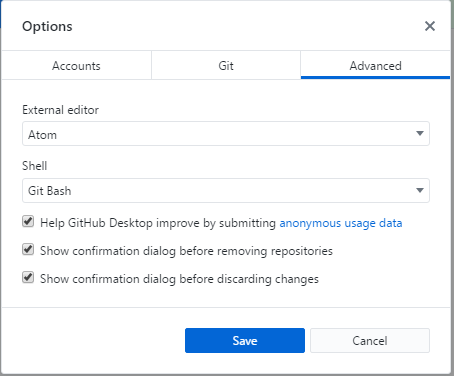 Options
Accounts Git Advanced
External editor
Atom
Shell
Git Bash
Help GitHub Desktop improve by submitting anonymous usage data
Show confirmation dialog before removing repositories
Show confirmation dialog before discarding changes
Save Cancel